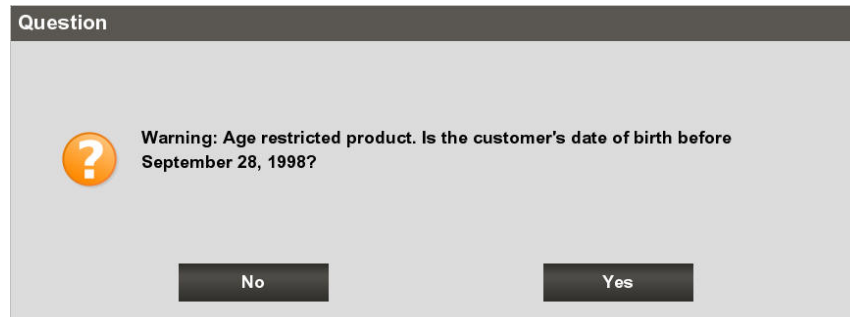 Question
Warning: Age restricted product. Is the customer's date of birth before
September 28, 1998?
No
Yes